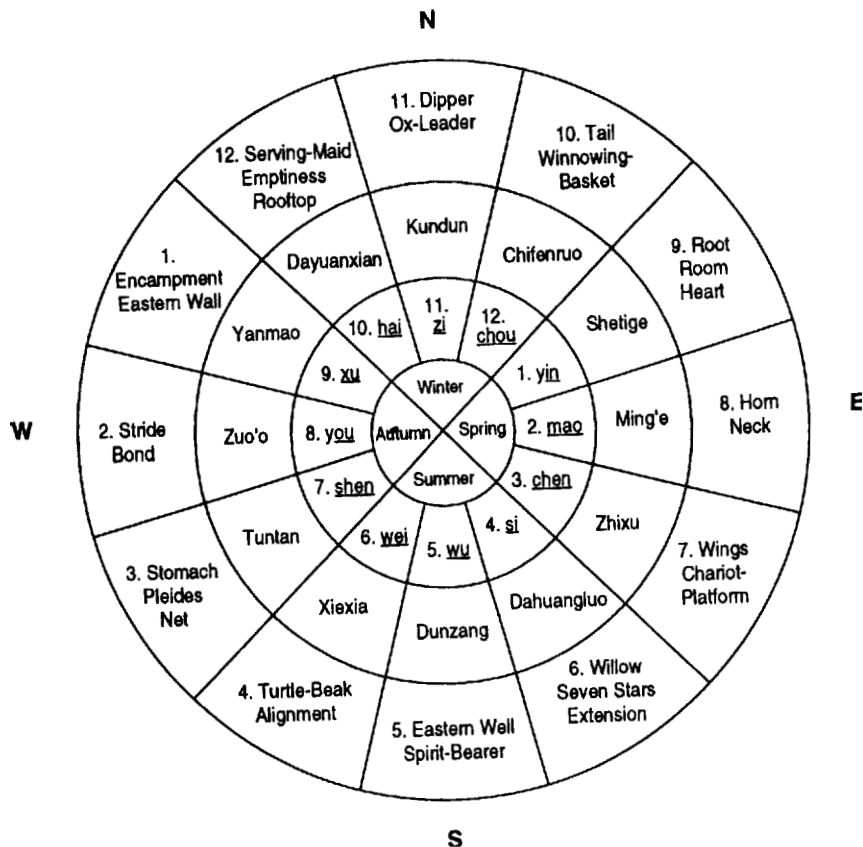 N
11. Dipper
Ox-Leader
10. Tail
Winnowing-
Basket
9. Root
Room
Heart
8. Horn
Neck
7. Wings
Chariot-
Platform
6. Willow
Seven Stars
Extension
5. Eastern Well
Spirit-Bearer
4. Turtle-Beak
Alignment
3. Stomach
Pleides
Net
2. Stride
Bond
1.
Encampment
Eastern Wall
12. Serving-Maid
Emptiness
Rooftop
Kundun
Chifenruo
Shetige
Ming'e
Zhixu
Dahuangluo
Dunzang
Xiexia
Tuntan
Zuo'o
Yanmao
Dayuanxian
11.
zi
12.
chou
1. yin
2. mao
3. chen
4. si
5. wu
6. wei
7. shen
8. you
9. xu
10. hai
Winter
Spring
Summer
Autumn
E
S
W